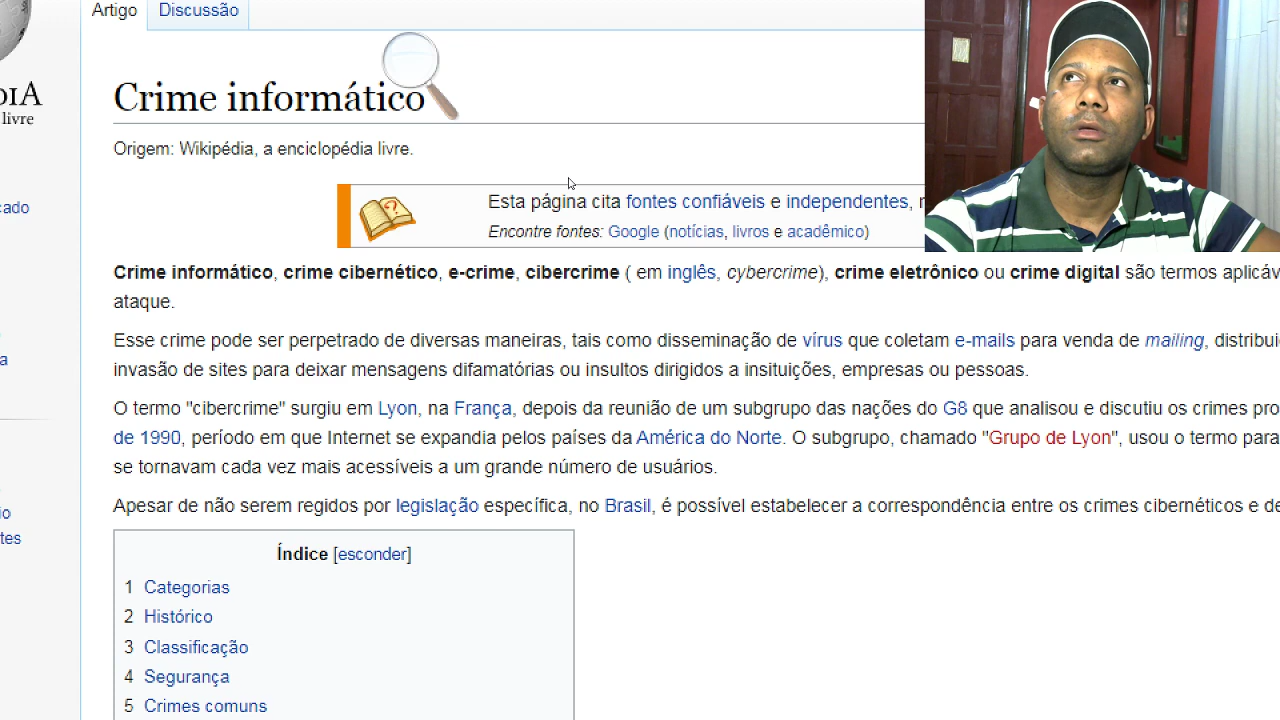 Artigo Discussão
livre
Crime informático
Origem: Wikipédia, a enciclopédia livre.
Esta página cita fontes confiáveis e independentes,
Encontre fontes: Google (notícias, livros e acadêmico)
Crime informático, crime cibernético, e-crime, cibercrime ( em inglês, cybercrime), crime eletrônico ou crime digital são termos
ataque.
Esse crime pode ser perpetrado de diversas maneiras, tais como disseminação de vírus que coletam e-mails para venda de mailing,
invasão de sites para deixar mensagens difamatórias ou insultos dirigidos a insituições, empresas ou pessoas.
O termo "cibercrime" surgiu em Lyon, na França, depois da reunião de um subgrupo das nações do G8 que analisou e discutiu os crimes
de 1990, período em que Internet se expandia pelos países da América do Norte. O subgrupo, chamado "Grupo de Lyon", usou o termo para
se tornavam cada vez mais acessíveis a um grande número de usuários.
Apesar de não serem regidos por legislação específica, no Brasil, é possível estabelecer a correspondência entre os crimes cibernéticos e
Índice [esconder]
1 Categorias
2 Histórico
3 Classificação
4 Segurança
5 Crimes comuns